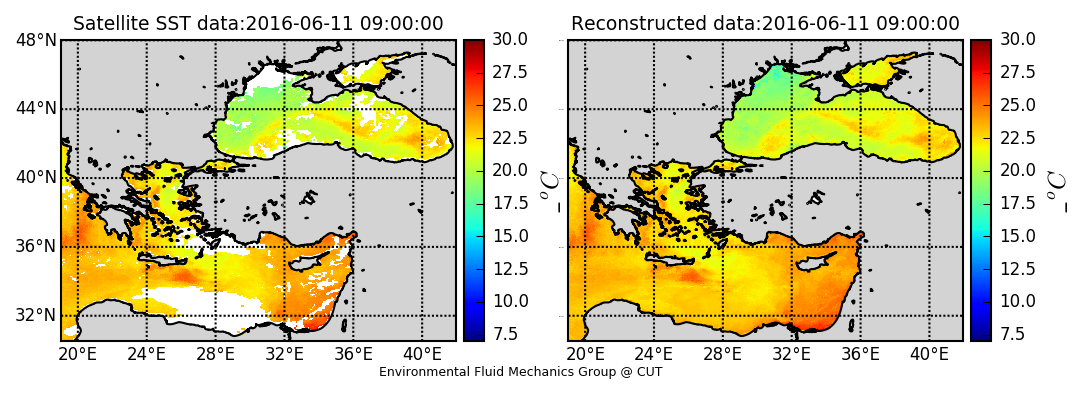 Satellite SST data:2016-06-11 09:00:00
48°N
44°N
40°N
36°N
32°N
20°E 24°E 28°E 32°E 36°E 40°E
30.0
27.5
25.0
22.5
20.0
17.5
15.0
12.5
10.0
7.5
_ °C
Reconstructed data:2016-06-11 09:00:00
20°E 24°E 28°E 32°E 36°E 40°E
30.0
27.5
25.0
22.5
20.0
17.5
15.0
12.5
10.0
7.5
_ °C
Environmental Fluid Mechanics Group @ CUT